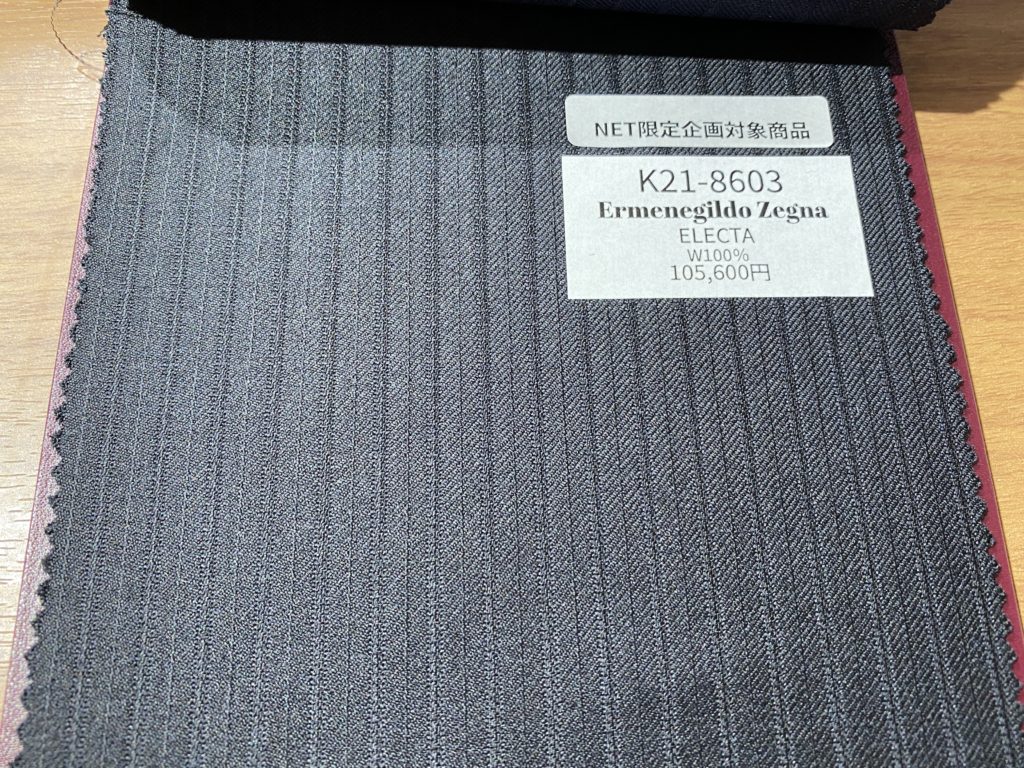 NET限定企画対象商品
K21-8603
Ermenegildo Zegna
ELECTA
W100%
105,600円